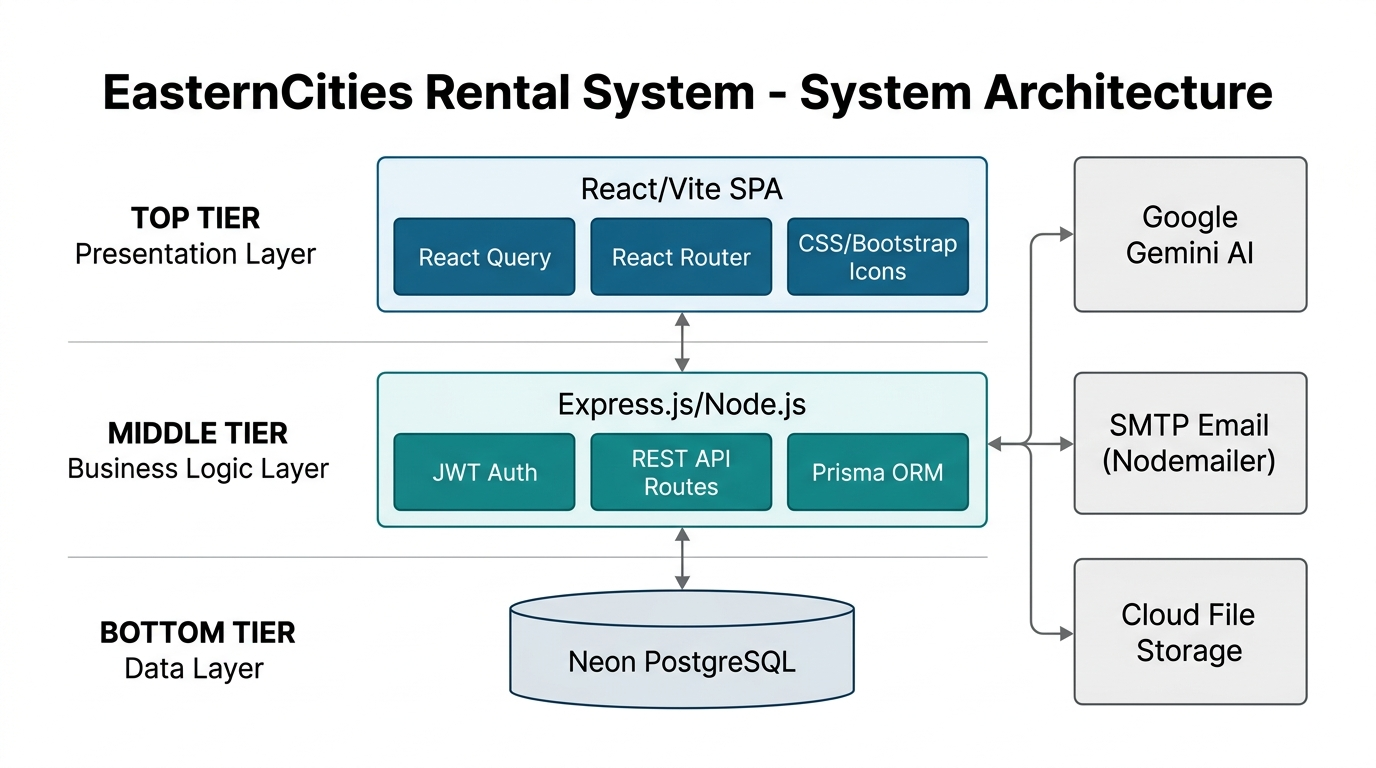 EasternCities Rental System - System Architecture
TOP TIER
Presentation Layer
React/Vite SPA
React Query
React Router
CSS/Bootstrap
Icons
Google
Gemini AI
MIDDLE TIER
Business Logic Layer
Express.js/Node.js
JWT Auth
REST API
Routes
Prisma ORM
SMTP Email
(Nodemailer)
BOTTOM TIER
Data Layer
Neon PostgreSQL
Cloud File
Storage